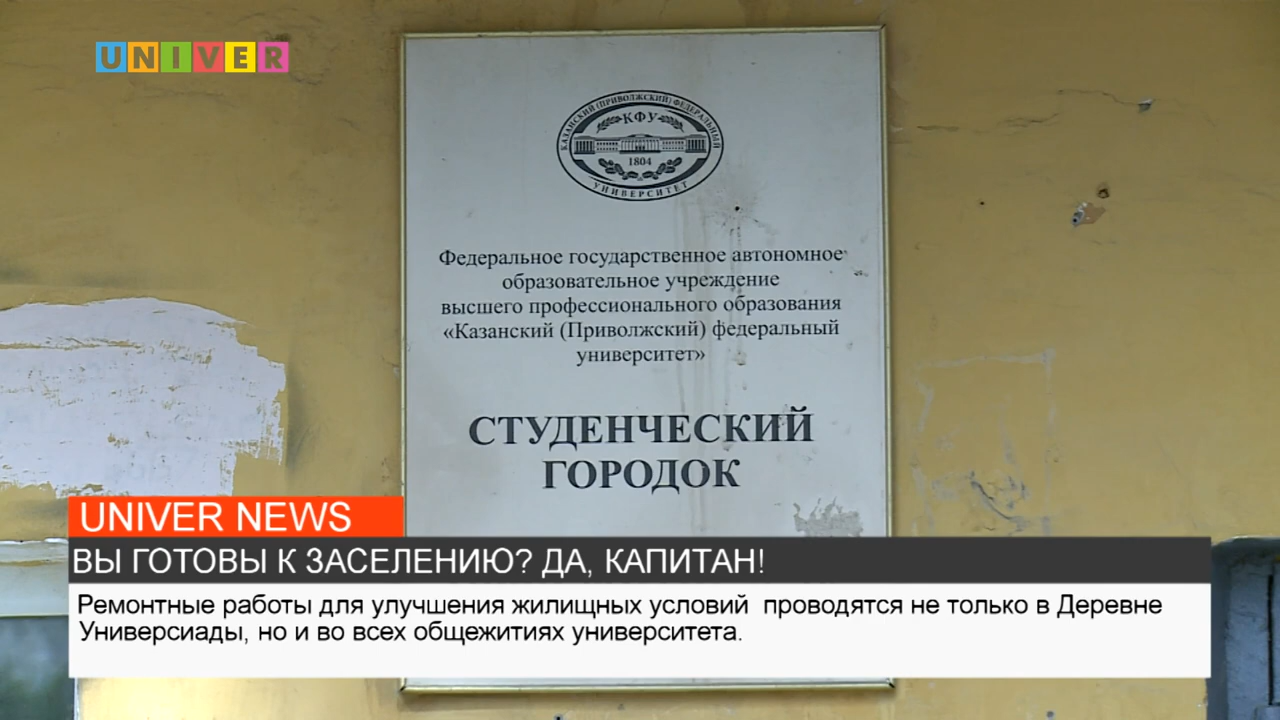 UNIVER
КАЗАНСКИЙ (ПРИВОЛЖСКИЙ) ФЕДЕРАЛЬНЫЙ
КФУ
1804
УНИВЕРСИТЕТ
Федеральное государственное автономное
образовательное учреждение
высшего профессионального образования
«Казанский (Приволжский) федеральный
университет»
СТУДЕНЧЕСКИЙ
ГОРОДОК
UNIVER NEWS
ВЫ ГОТОВЫ К ЗАСЕЛЕНИЮ? ДА, КАПИТАН!
Ремонтные работы для улучшения жилищных условий  проводятся не только в Деревне
Универсиады, но и во всех общежитиях университета.